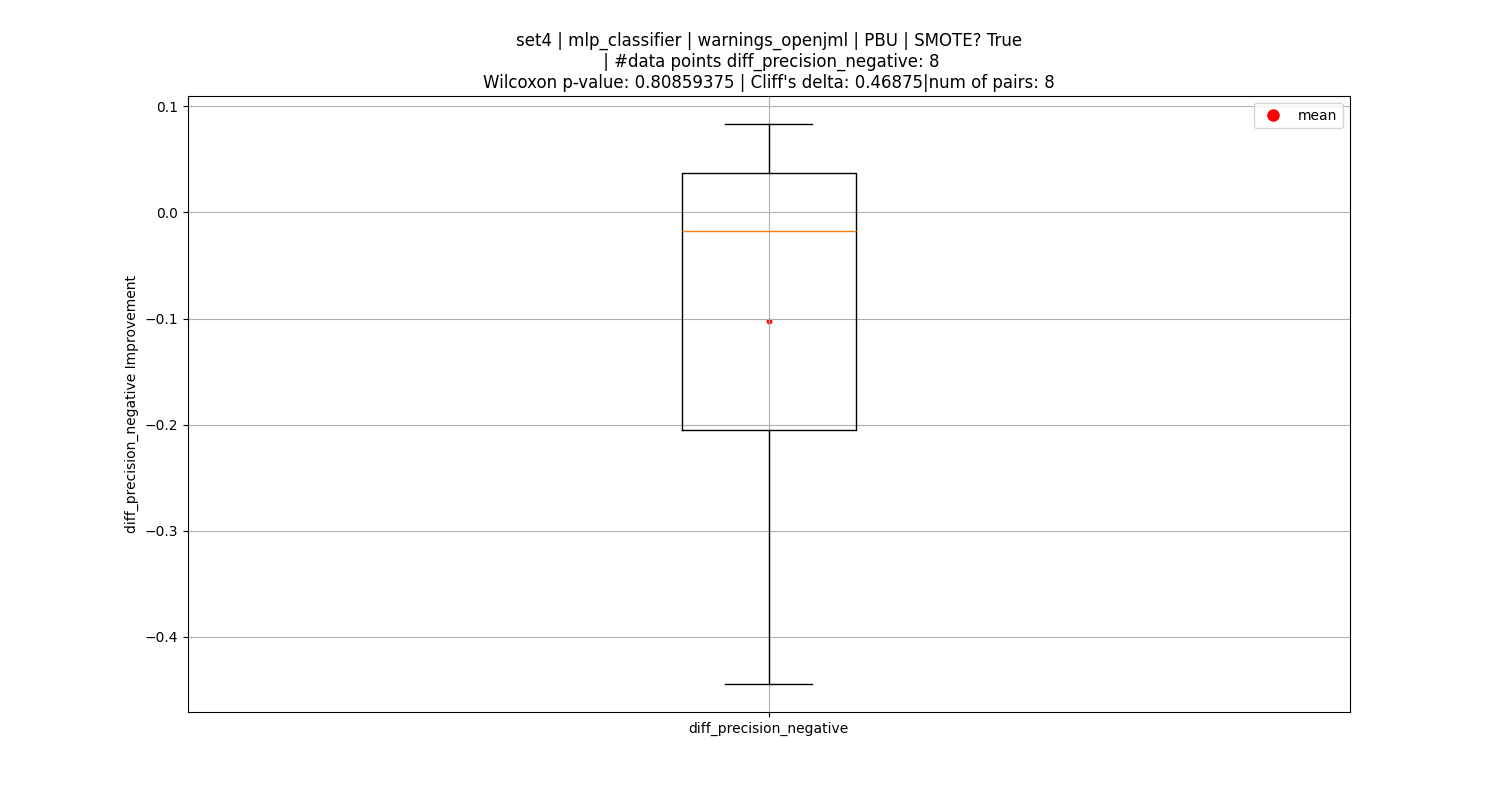 set4 | mlp_classifier | warnings_openjml | PBU | SMOTE? True
| #data points diff_precision_negative: 8
Wilcoxon p-value: 0.80859375 | Cliff's delta: 0.46875|num of pairs: 8
mean
0.1
0.0
−0.1
−0.2
−0.3
−0.4
diff_precision_negative Improvement
diff_precision_negative